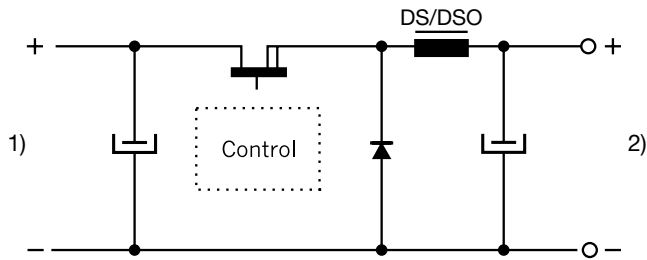 DS/DSO
+ +
1) Control 2)
− −